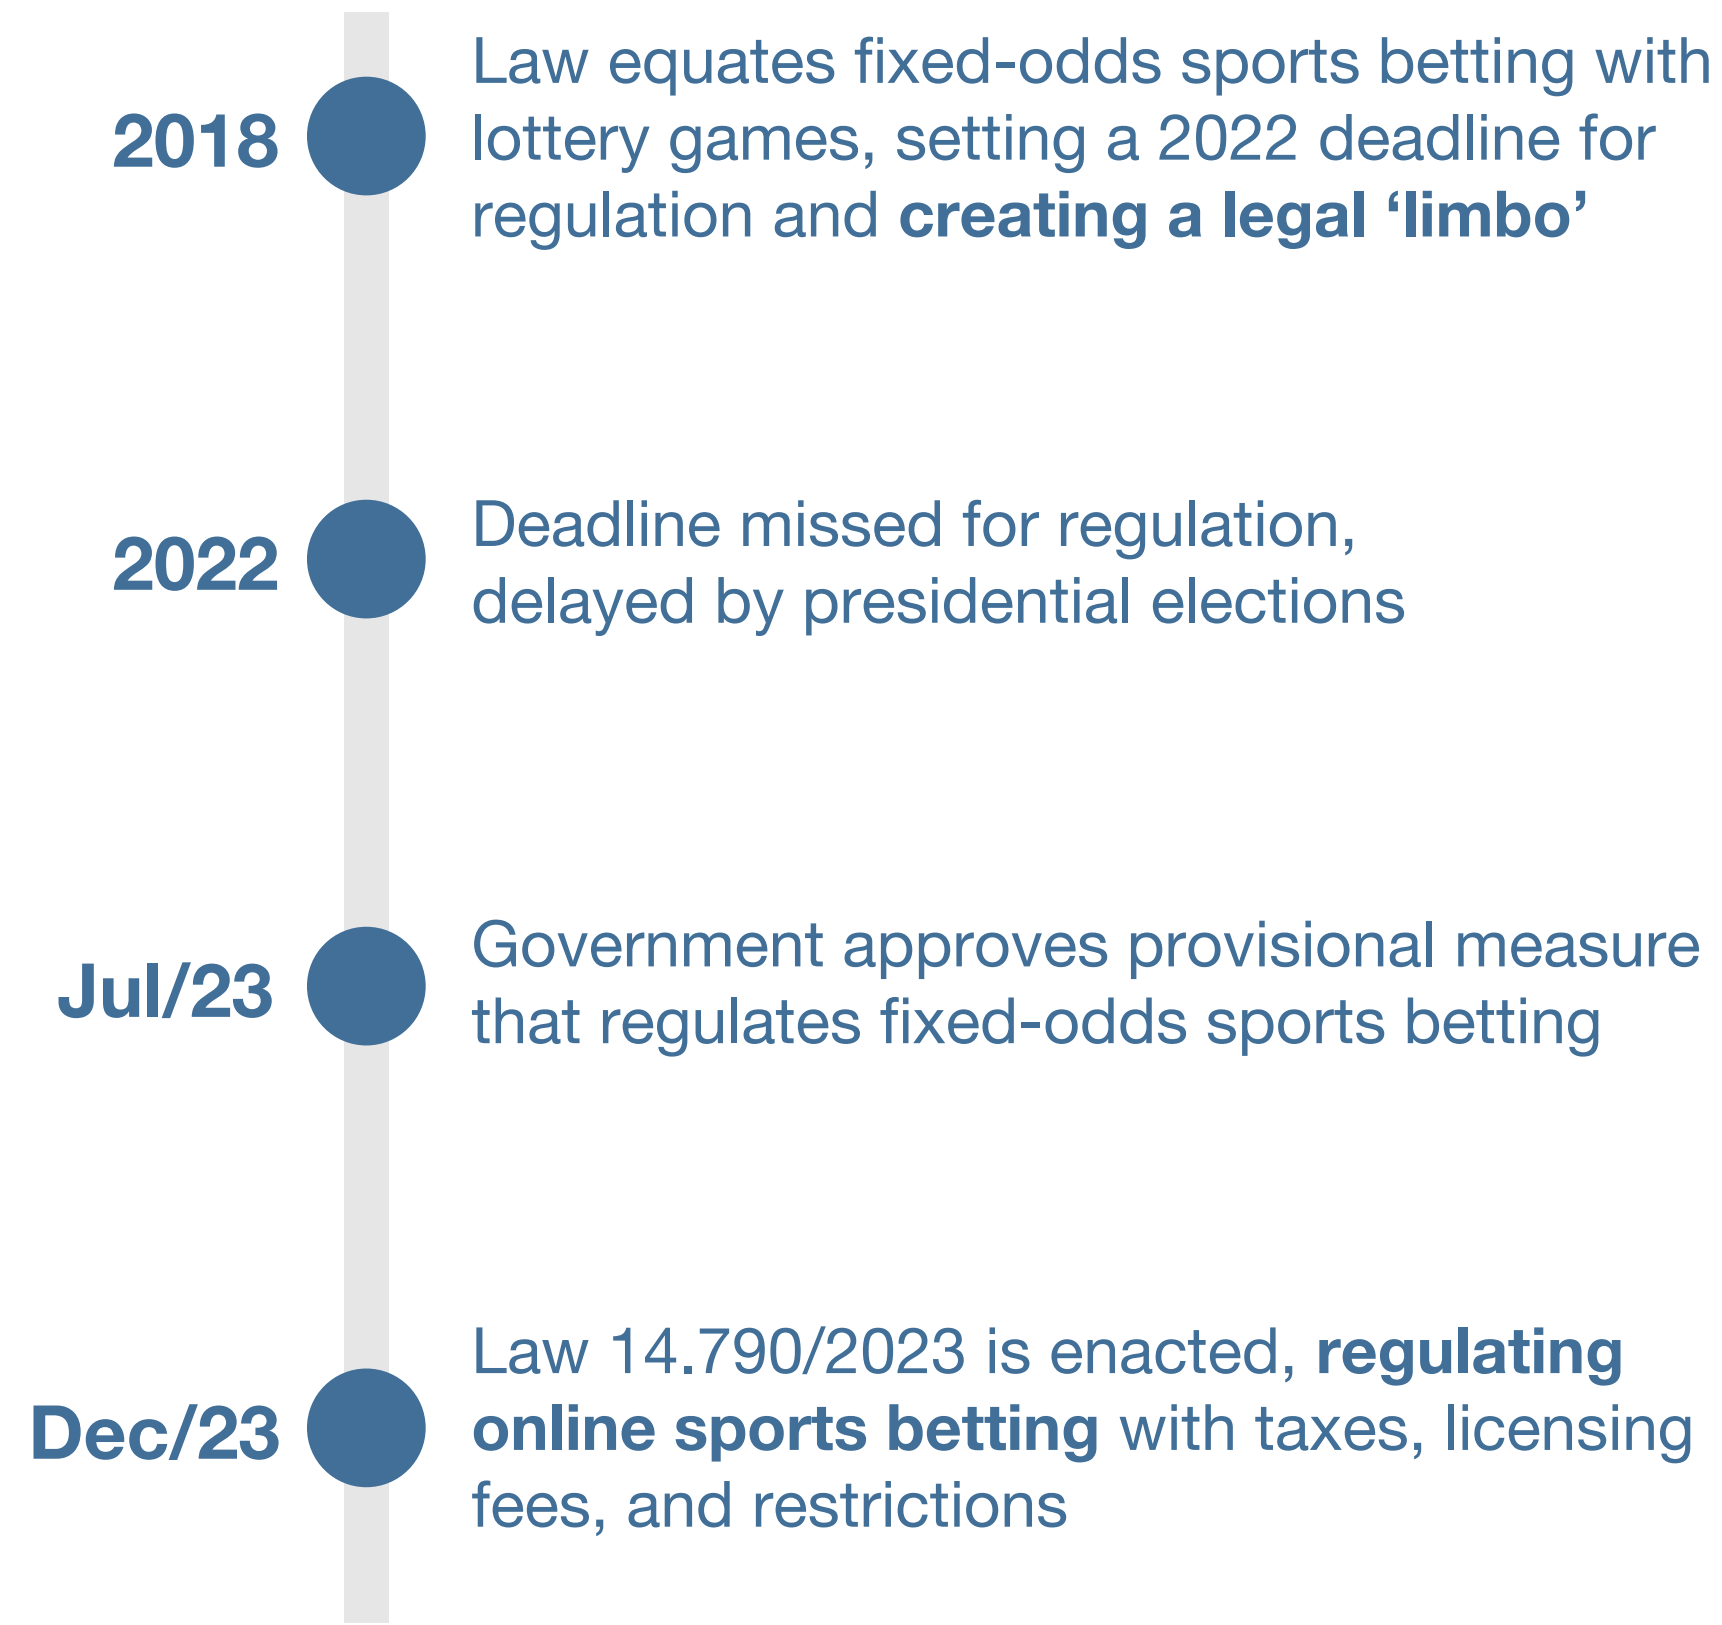 2018
Law equates fixed-odds sports betting with
lottery games, setting a 2022 deadline for
regulation and creating a legal ‘limbo’
2022
Deadline missed for regulation,
delayed by presidential elections
Jul/23
Government approves provisional measure
that regulates fixed-odds sports betting
Dec/23
Law 14.790/2023 is enacted, regulating
online sports betting with taxes, licensing
fees, and restrictions